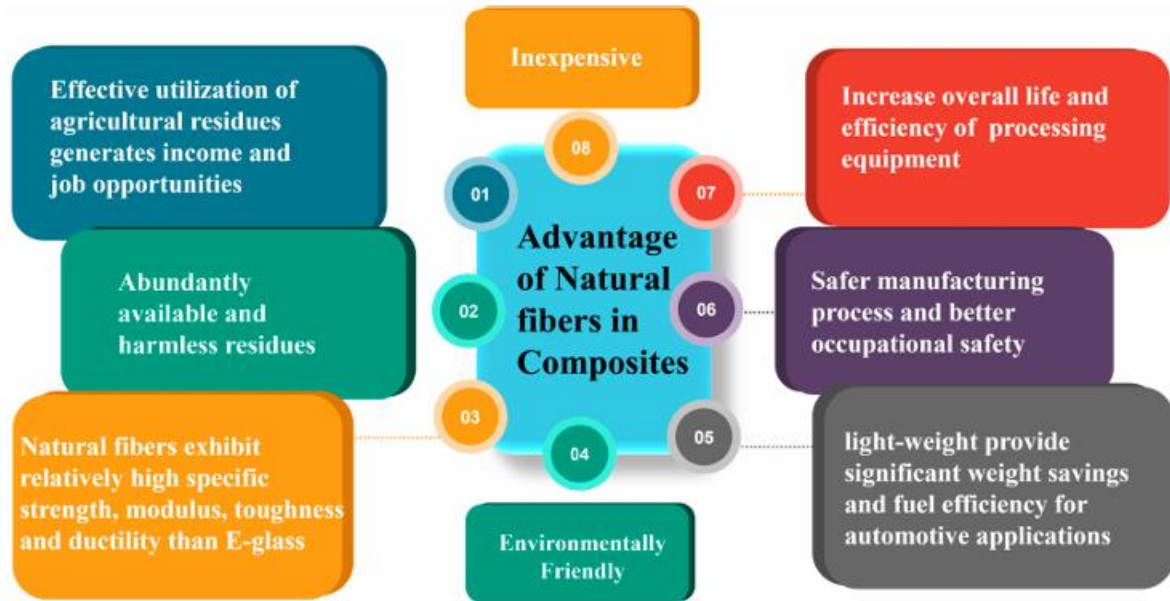 Inexpensive
08
Effective utilization of
agricultural residues
generates income and
job opportunities
01
Abundantly
available and
harmless residues
02
Natural fibers exhibit
relatively high specific
strength, modulus, toughness
and ductility than E-glass
03
Advantage
of Natural
fibers in
Composites
04
Environmentally
Friendly
07
Increase overall life and
efficiency of processing
equipment
06
Safer manufacturing
process and better
occupational safety
05
light-weight provide
significant weight savings
and fuel efficiency for
automotive applications